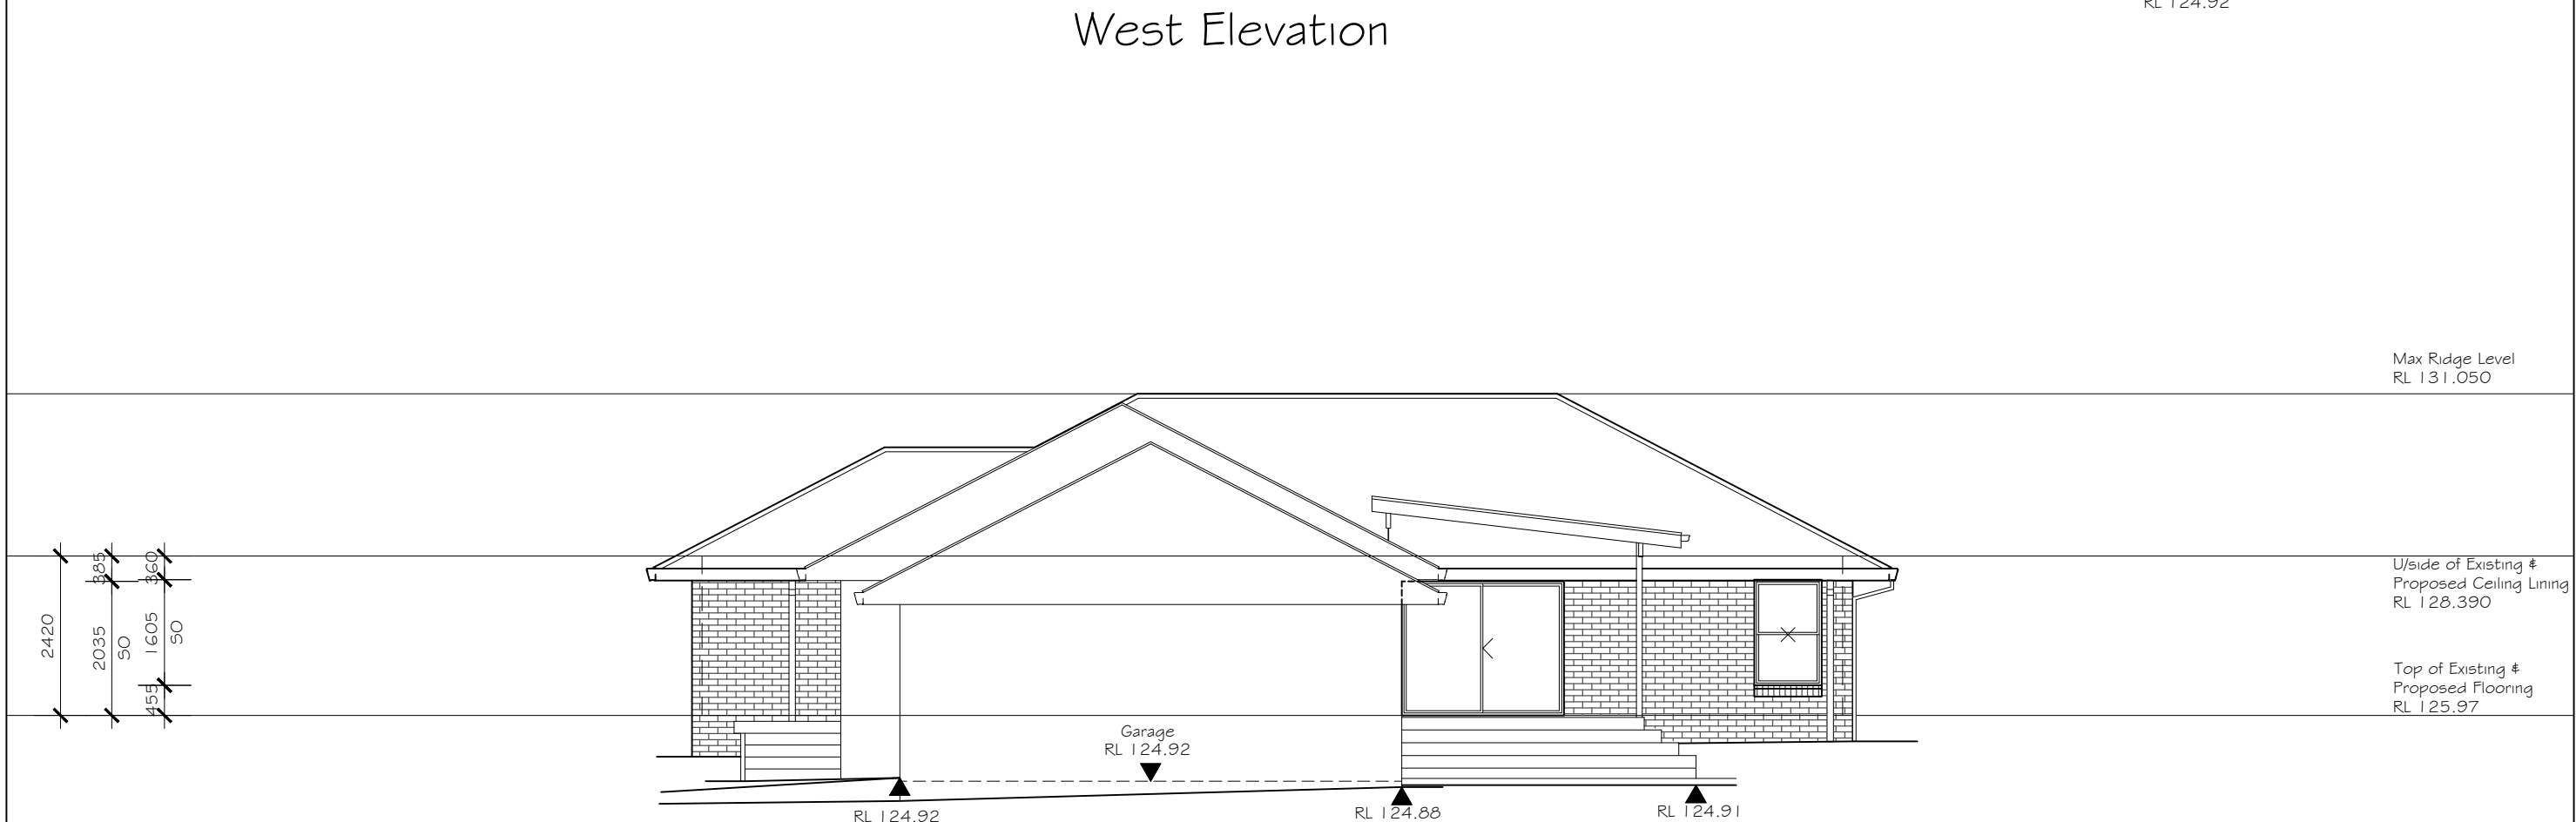 RL 124.92
West Elevation
Max Ridge Level
RL 131.050
U/side of Existing &
Proposed Ceiling Lining
RL 128.390
Top of Existing &
Proposed Flooring
RL 125.97
2420
385
2035
50
360
1605
50
455
Garage
RL 124.92
RL 124.92
RL 124.88
RL 124.91